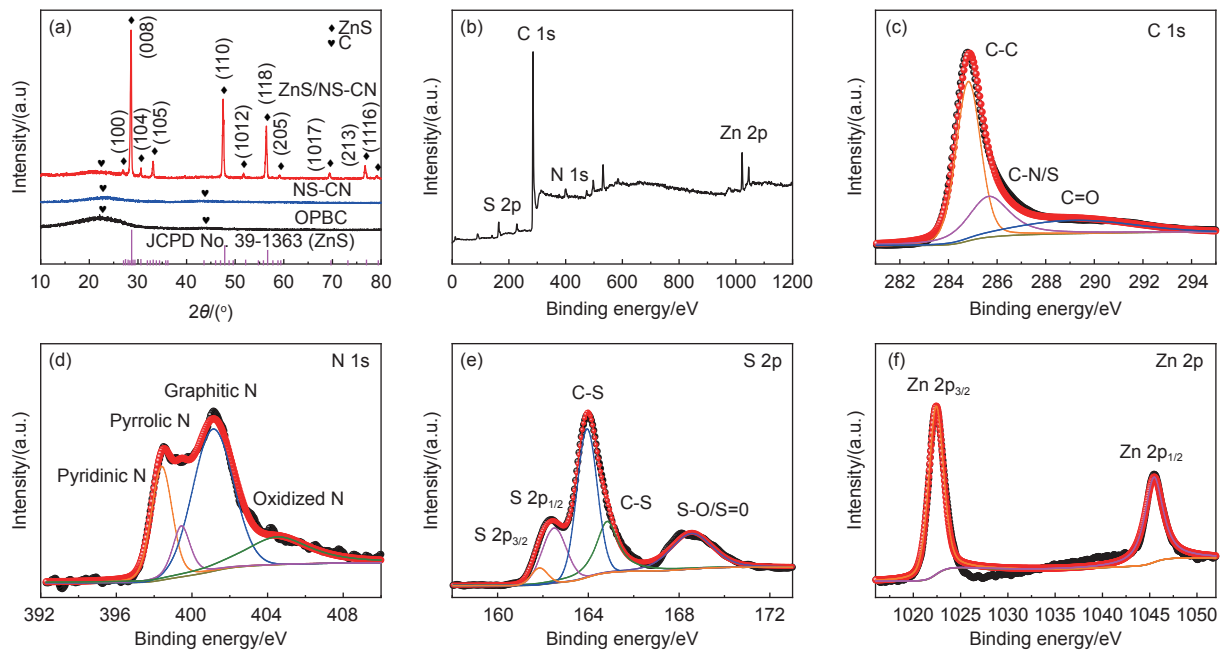 (a)
♦ ZnS
♥ C
(008)
(110)
(118)
ZnS/NS-CN
(100)
(104)
(105)
(1012)
(205)
(1017)
(213)
(1116)
NS-CN
OPBC
JCPD No. 39-1363 (ZnS)
Intensity/(a.u)
10 20 30 40 50 60 70 80
2θ/(°)
(b)
C 1s
Zn 2p
N 1s
S 2p
Intensity/(a.u.)
0 200 400 600 800 1000 1200
Binding energy/eV
(c)
C 1s
C-C
C-N/S
C=O
Intensity/(a.u.)
282 284 286 288 290 292 294
Binding energy/eV
(d)
N 1s
Graphitic N
Pyrrolic N
Pyridinic N
Oxidized N
Intensity/(a.u.)
392 396 400 404 408
Binding energy/eV
(e)
S 2p
C-S
S 2p1/2
C-S
S-O/S=0
S 2p3/2
Intensity/(a.u.)
160 164 168 172
Binding energy/eV
(f)
Zn 2p
Zn 2p3/2
Zn 2p1/2
Intensity/(a.u.)
1020 1025 1030 1035 1040 1045 1050
Binding energy/eV